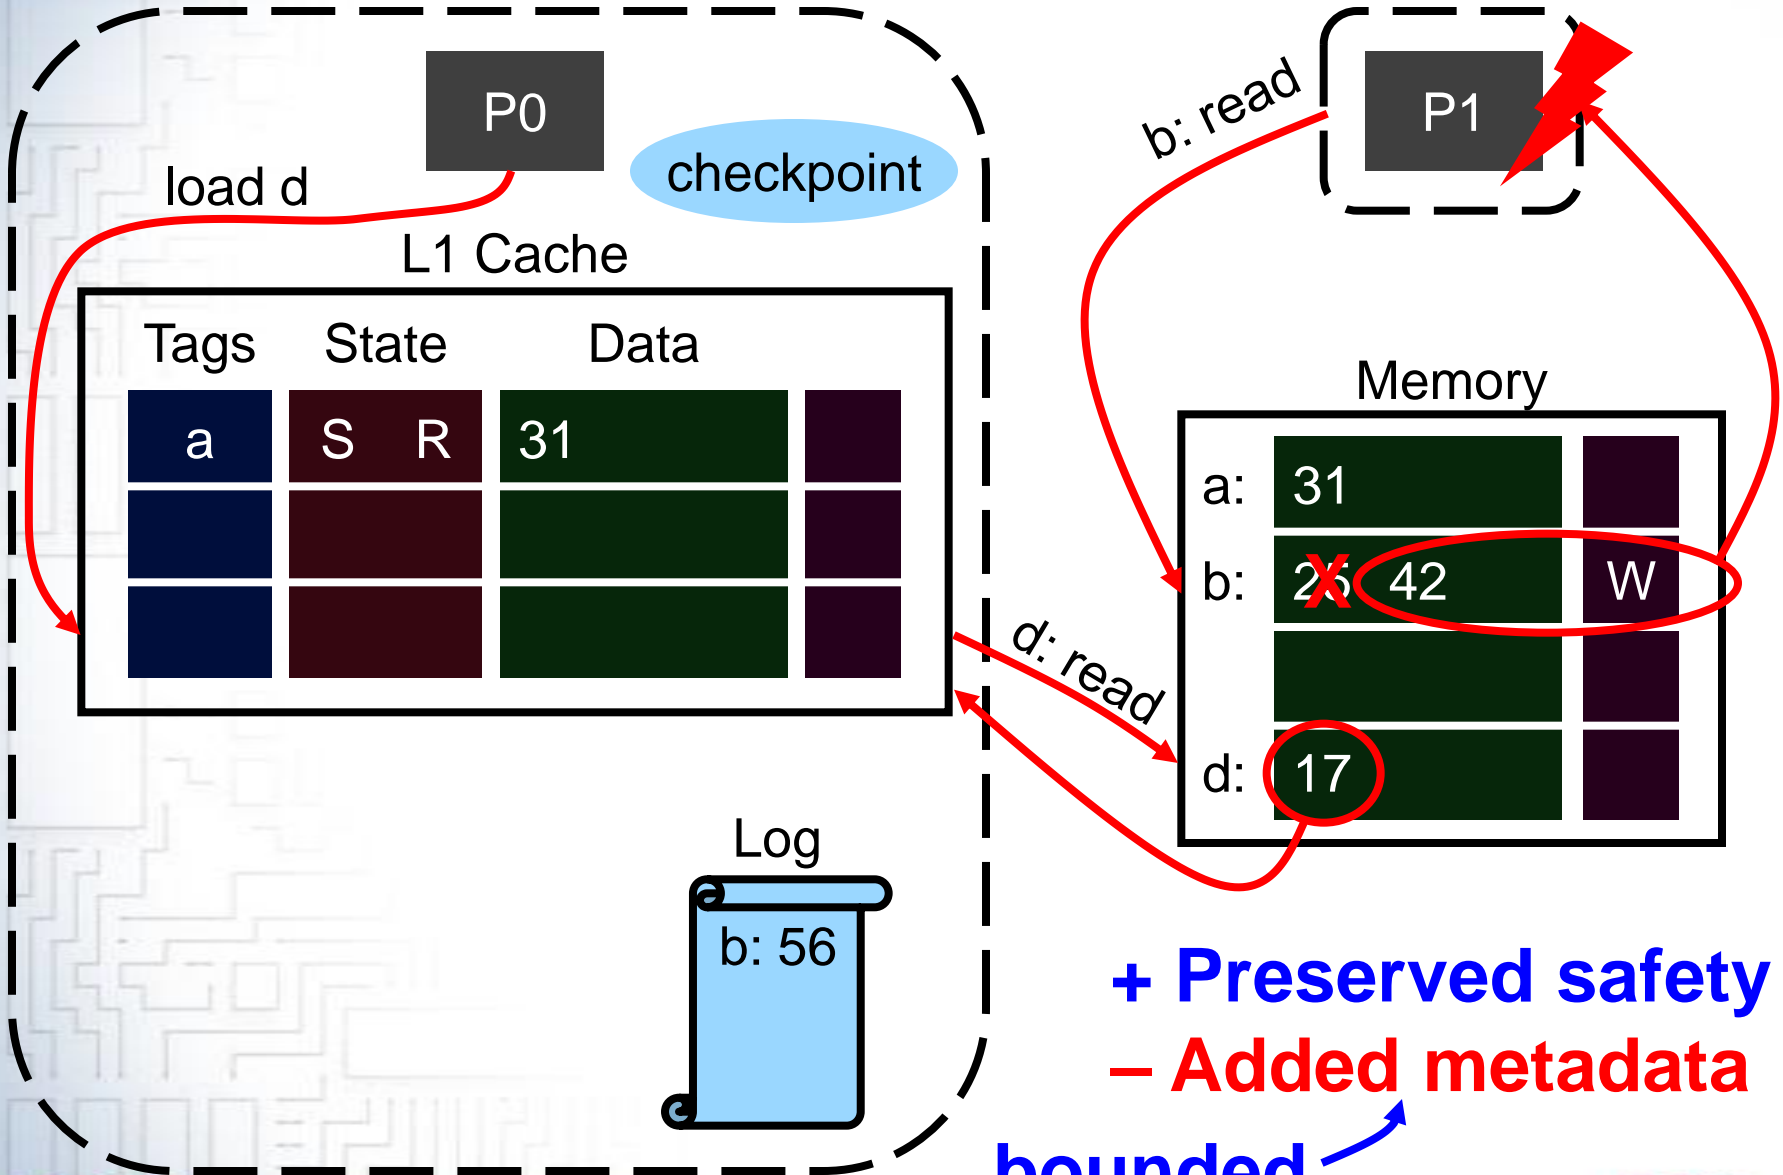 P0
checkpoint
load d
L1 Cache
Tags State Data
a S R 31
Log
b: 56
b: read
P1
d: read
Memory
a: 31
b: 25 X 42 W
d: 17
+ Preserved safety
– Added metadata
bounded